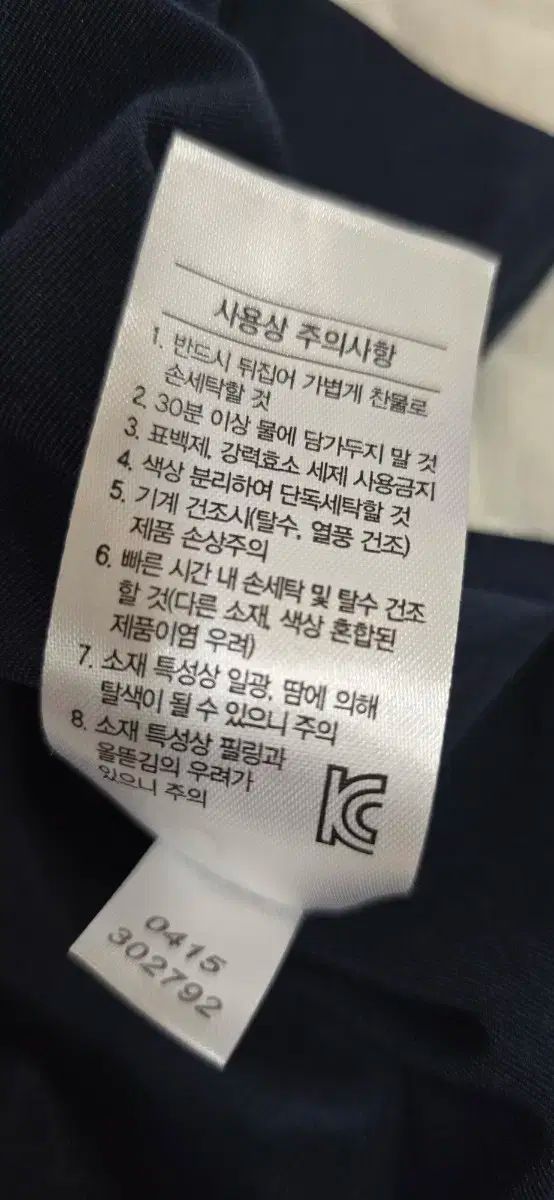 사용상 주의사항
1. 반드시 뒤집어 가볍게 찬물로
손세탁할 것
2. 30분 이상 물에 담가두지 말 것
3. 표백제, 강력효소 세제 사용금지
4. 색상 분리하여 단독세탁할 것
5. 기계 건조시(탈수, 열풍 건조)
제품 손상주의
6. 빠른 시간 내 손세탁 및 탈수 건조
할 것(다른 소재, 색상 혼합된
제품이염 우려)
7. 소재 특성상 일광, 땀에 의해
탈색이 될 수 있으니 주의
8. 소재 특성상 필링과
올뜯김의 우려가
있으니 주의
KC
0415
302792